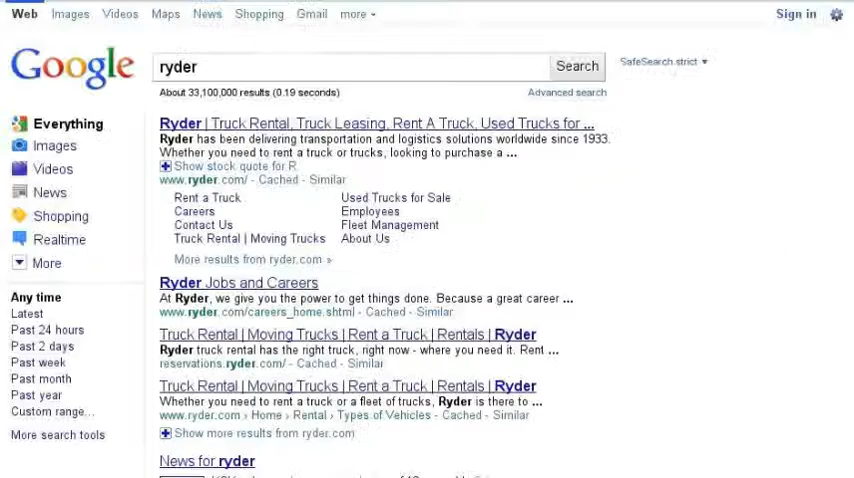 Web Images Videos Maps News Shopping Gmail more Sign in
Google
ryder
Search
SafeSearch strict
About 33,100,000 results (0.19 seconds) Advanced search
Everything
Images
Videos
News
Shopping
Realtime
More
Any time
Latest
Past 24 hours
Past 2 days
Past week
Past month
Past year
Custom range...
More search tools
Ryder | Truck Rental, Truck Leasing, Rent A Truck, Used Trucks for ...
Ryder has been delivering transportation and logistics solutions worldwide since 1933.
Whether you need to rent a truck or trucks, looking to purchase a ...
Show stock quote for R
www.ryder.com/ - Cached - Similar
Rent a Truck Used Trucks for Sale
Careers Employees
Contact Us Fleet Management
Truck Rental | Moving Trucks About Us
More results from ryder.com »
Ryder Jobs and Careers
At Ryder, we give you the power to get things done. Because a great career ...
www.ryder.com/careers_home.shtml - Cached - Similar
Truck Rental | Moving Trucks | Rent a Truck | Rentals | Ryder
Ryder truck rental has the right truck, right now - where you need it. Rent ...
reservations.ryder.com/ - Cached - Similar
Truck Rental | Moving Trucks | Rent a Truck | Rentals | Ryder
Whether you need to rent a truck or a fleet of trucks, Ryder is there to ...
www.ryder.com › Home › Rental › Types of Vehicles - Cached - Similar
Show more results from ryder.com
News for ryder